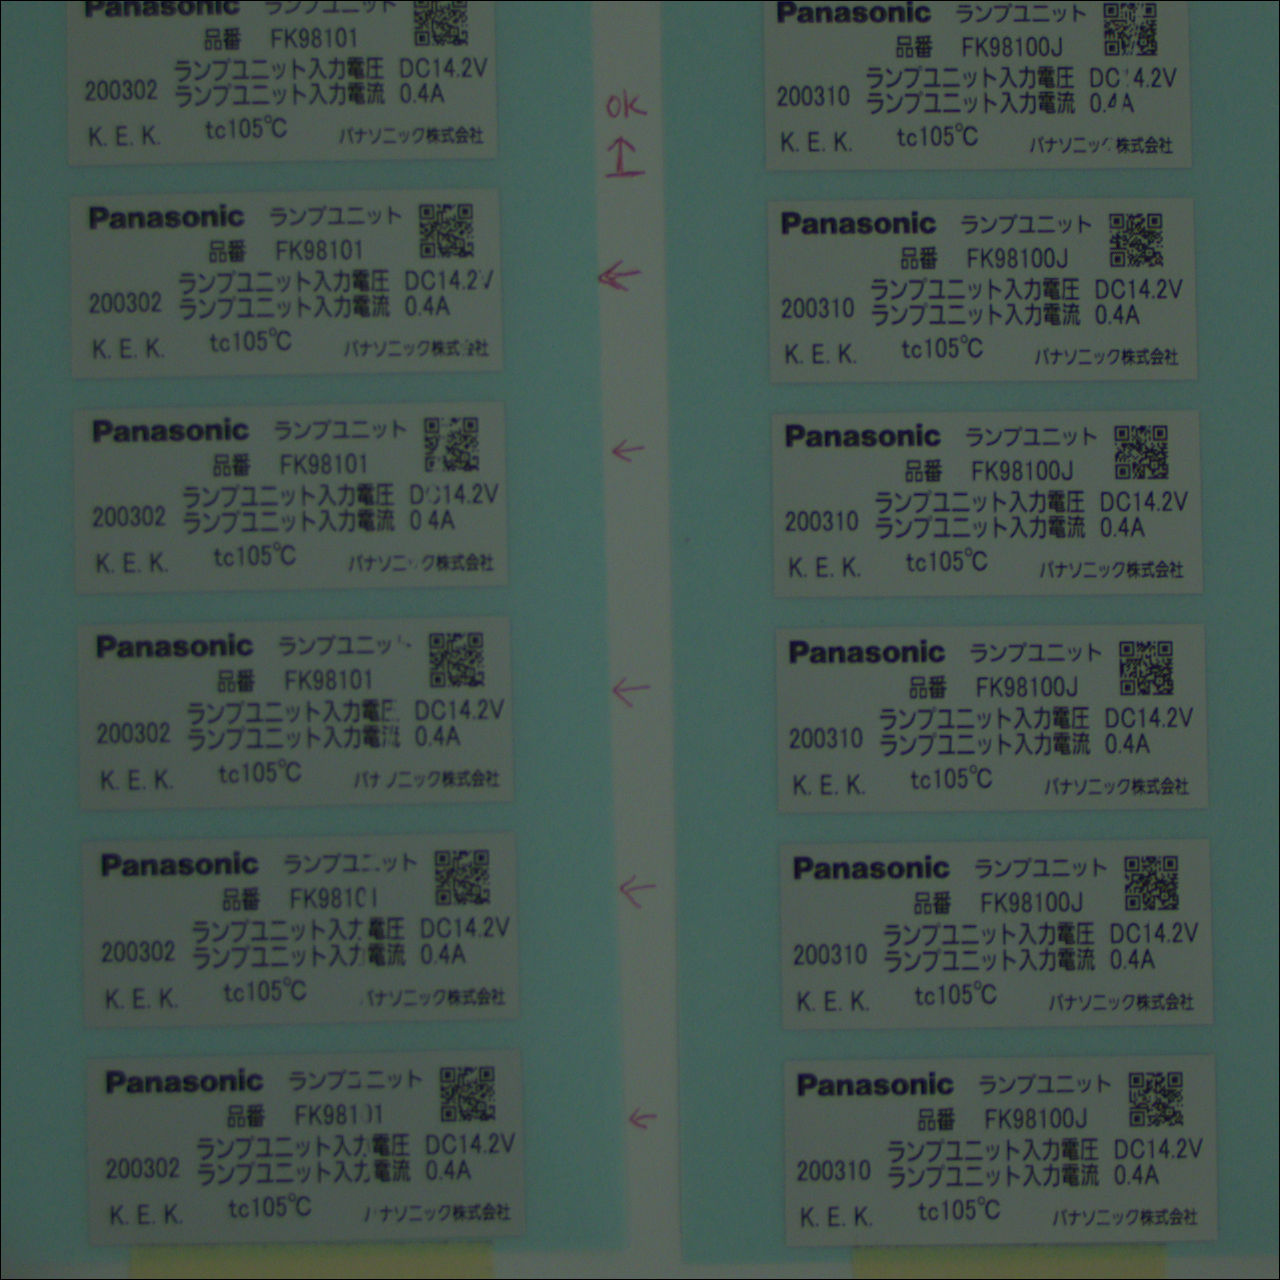 Panasonic ランプユニット
品番 FK98101
ランプユニット入力電圧 DC14.2V
200302 ランプユニット入力電流 0.4A
K. E. K. tc105℃ パナソニック株式会社
Panasonic ランプユニット
品番 FK98100J
ランプユニット入力電圧 DC14.2V
200310 ランプユニット入力電流 0.4A
K. E. K. tc105℃ パナソニック株式会社
OK
Panasonic ランプユニット
品番 FK98101
ランプユニット入力電圧 DC14.2V
200302 ランプユニット入力電流 0.4A
K. E. K. tc105℃ パナソニック株式会社
Panasonic ランプユニット
品番 FK98100J
ランプユニット入力電圧 DC14.2V
200310 ランプユニット入力電流 0.4A
K. E. K. tc105℃ パナソニック株式会社
Panasonic ランプユニット
品番 FK98101
ランプユニット入力電圧 DC14.2V
200302 ランプユニット入力電流 0 4A
K. E. K. tc105℃ パナソニック株式会社
Panasonic ランプユニット
品番 FK98100J
ランプユニット入力電圧 DC14.2V
200310 ランプユニット入力電流 0.4A
K. E. K. tc105℃ パナソニック株式会社
Panasonic ランプユニット
品番 FK98101
ランプユニット入力電圧 DC14.2V
200302 ランプユニット入力電流 0.4A
K. E. K. tc105℃ パナソニック株式会社
Panasonic ランプユニット
品番 FK98100J
ランプユニット入力電圧 DC14.2V
200310 ランプユニット入力電流 0.4A
K. E. K. tc105℃ パナソニック株式会社
Panasonic ランプユニット
品番 FK98101
ランプユニット入力電圧 DC14.2V
200302 ランプユニット入力電流 0.4A
K. E. K. tc105℃ パナソニック株式会社
Panasonic ランプユニット
品番 FK98100J
ランプユニット入力電圧 DC14.2V
200310 ランプユニット入力電流 0.4A
K. E. K. tc105℃ パナソニック株式会社
Panasonic ランプユニット
品番 FK98101
ランプユニット入力電圧 DC14.2V
200302 ランプユニット入力電流 0.4A
K. E. K. tc105℃ パナソニック株式会社
Panasonic ランプユニット
品番 FK98100J
ランプユニット入力電圧 DC14.2V
200310 ランプユニット入力電流 0.4A
K. E. K. tc105℃ パナソニック株式会社